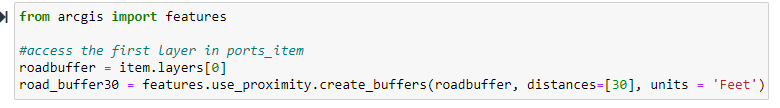 from arcgis import features
#access the first layer in ports_item
roadbuffer = item.layers[0]
road_buffer30 = features.use_proximity.create_buffers(roadbuffer, distances=[30], units = 'Feet')